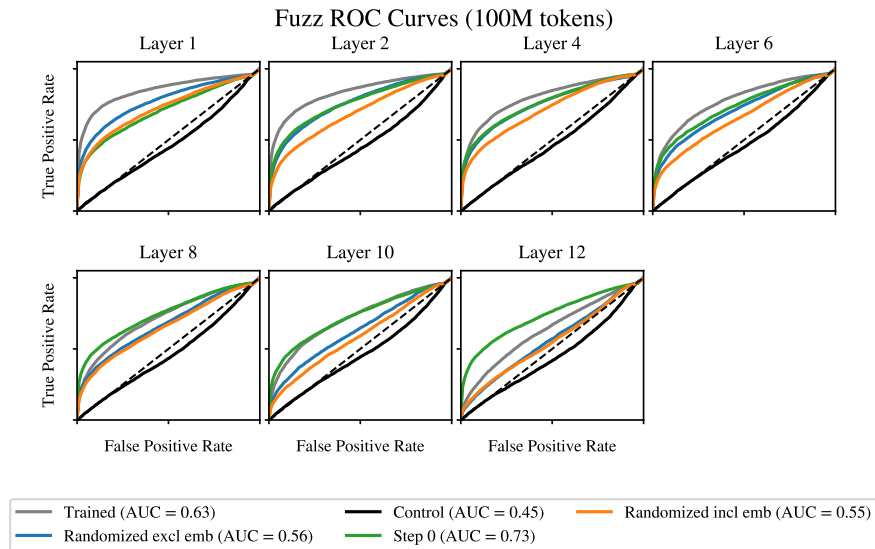 Fuzz ROC Curves (100M tokens)
Layer 1
Layer 2
Layer 4
Layer 6
True Positive Rate
Layer 8
Layer 10
Layer 12
True Positive Rate
False Positive Rate
False Positive Rate
False Positive Rate
Trained (AUC = 0.63)
Control (AUC = 0.45)
Randomized incl emb (AUC = 0.55)
Randomized excl emb (AUC = 0.56)
Step 0 (AUC = 0.73)